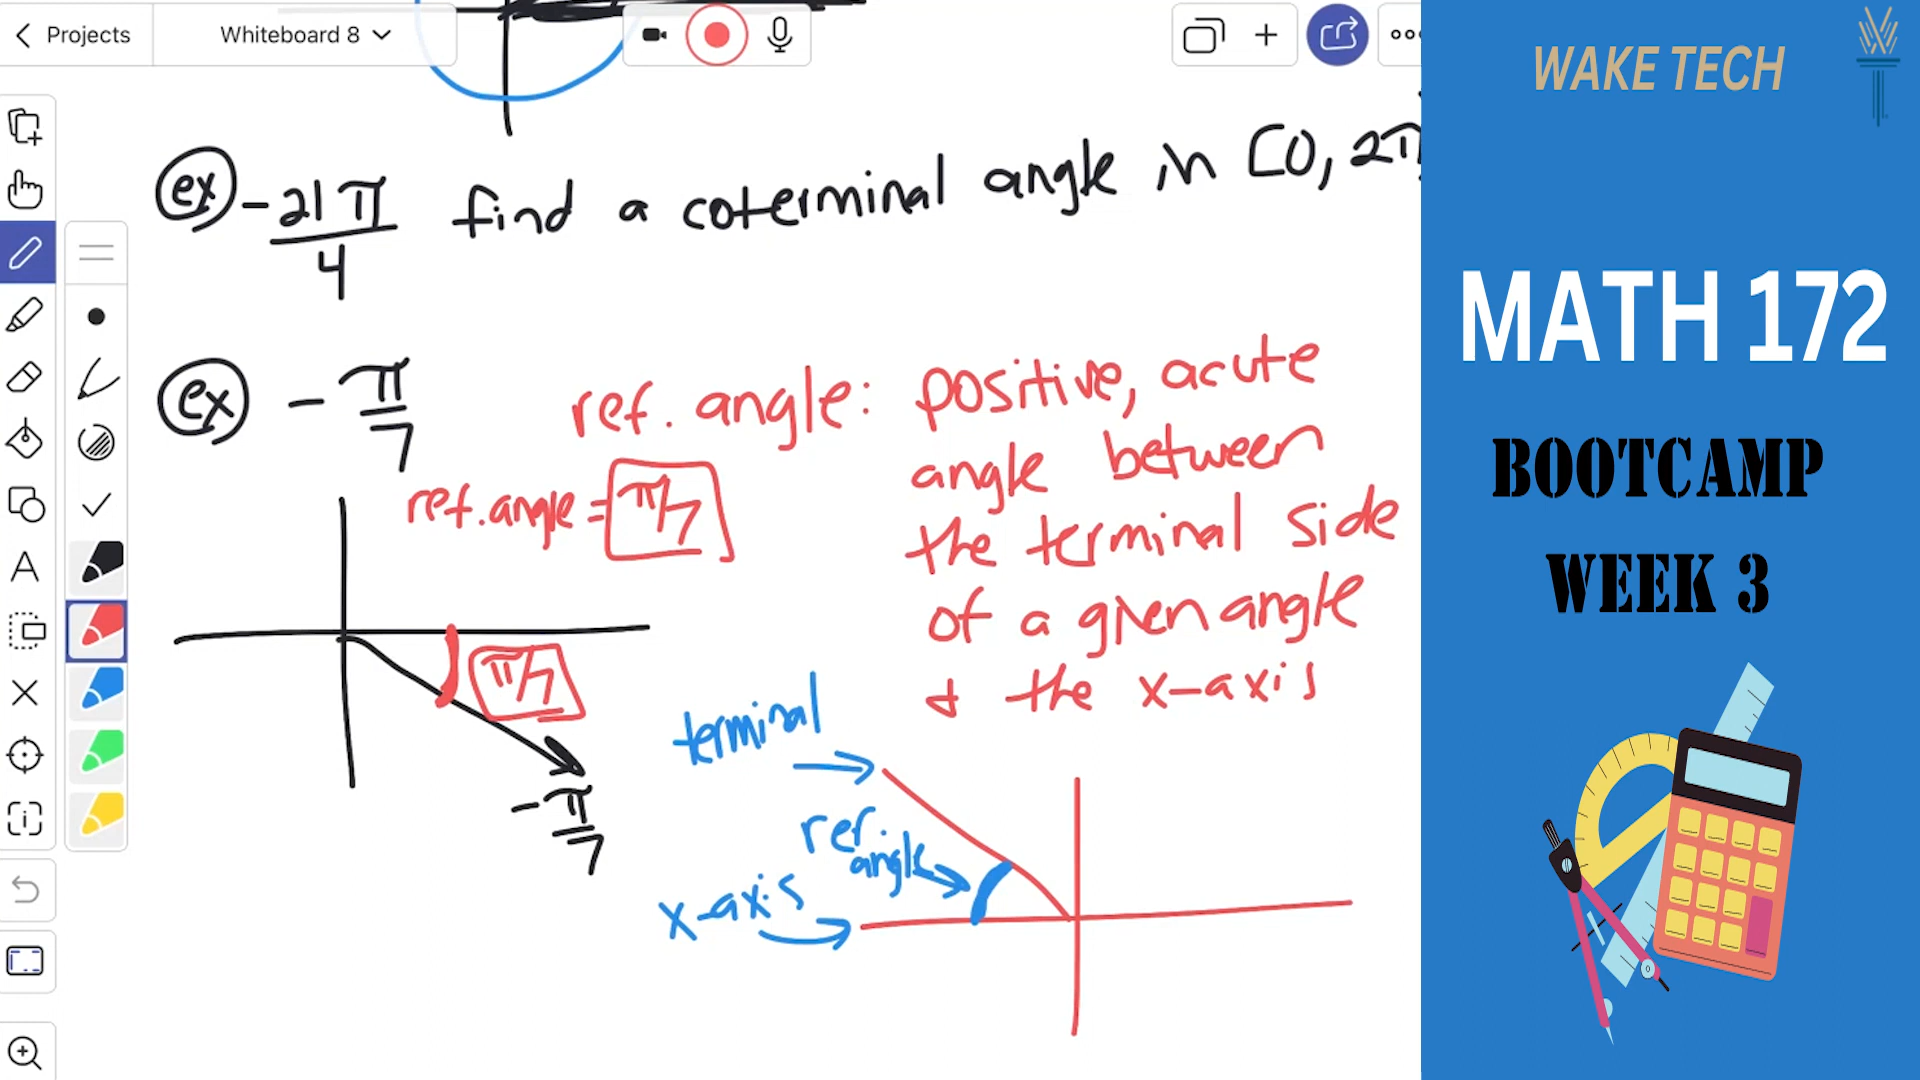 Projects
Whiteboard 8
WAKE TECH
ex -21π/4 find a coterminal angle in [0, 2π
MATH 172
BOOTCAMP
WEEK 3
ex -π/7
ref. angle: positive, acute
angle between
the terminal side
of a given angle
& the x-axis
ref. angle = π/7
π/7
-π/7
terminal
ref angle
x-axis
A